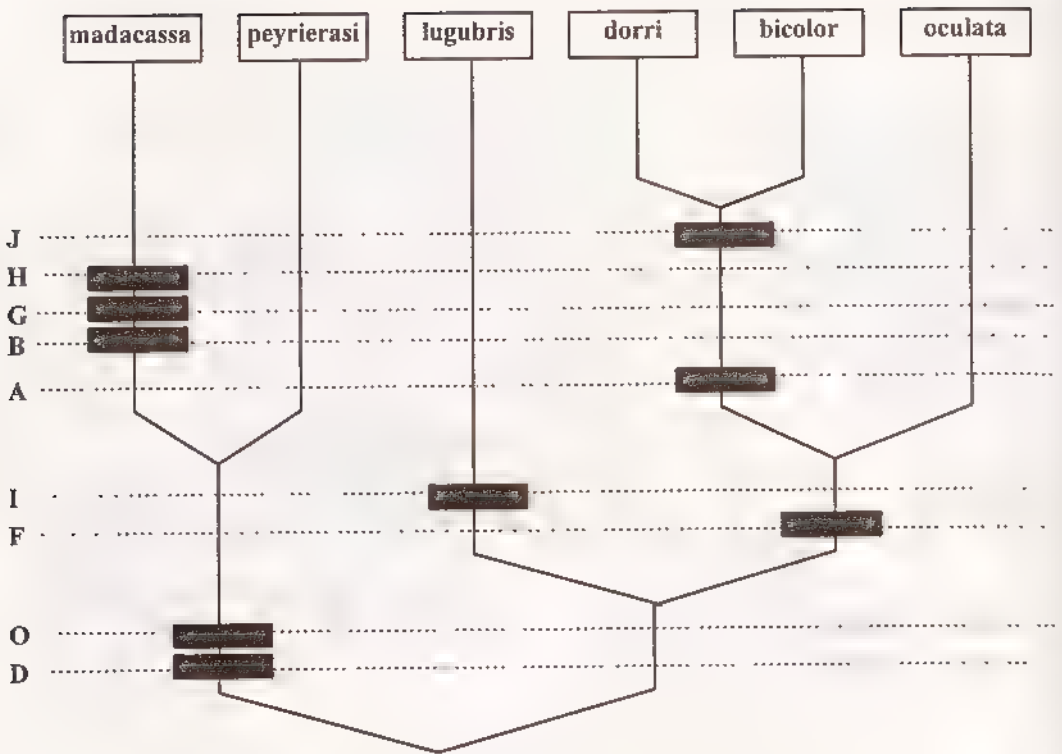 madacassa peyrierasi lugubris dorri bicolor oculata
J
H
G
B
A
I
F
O
D